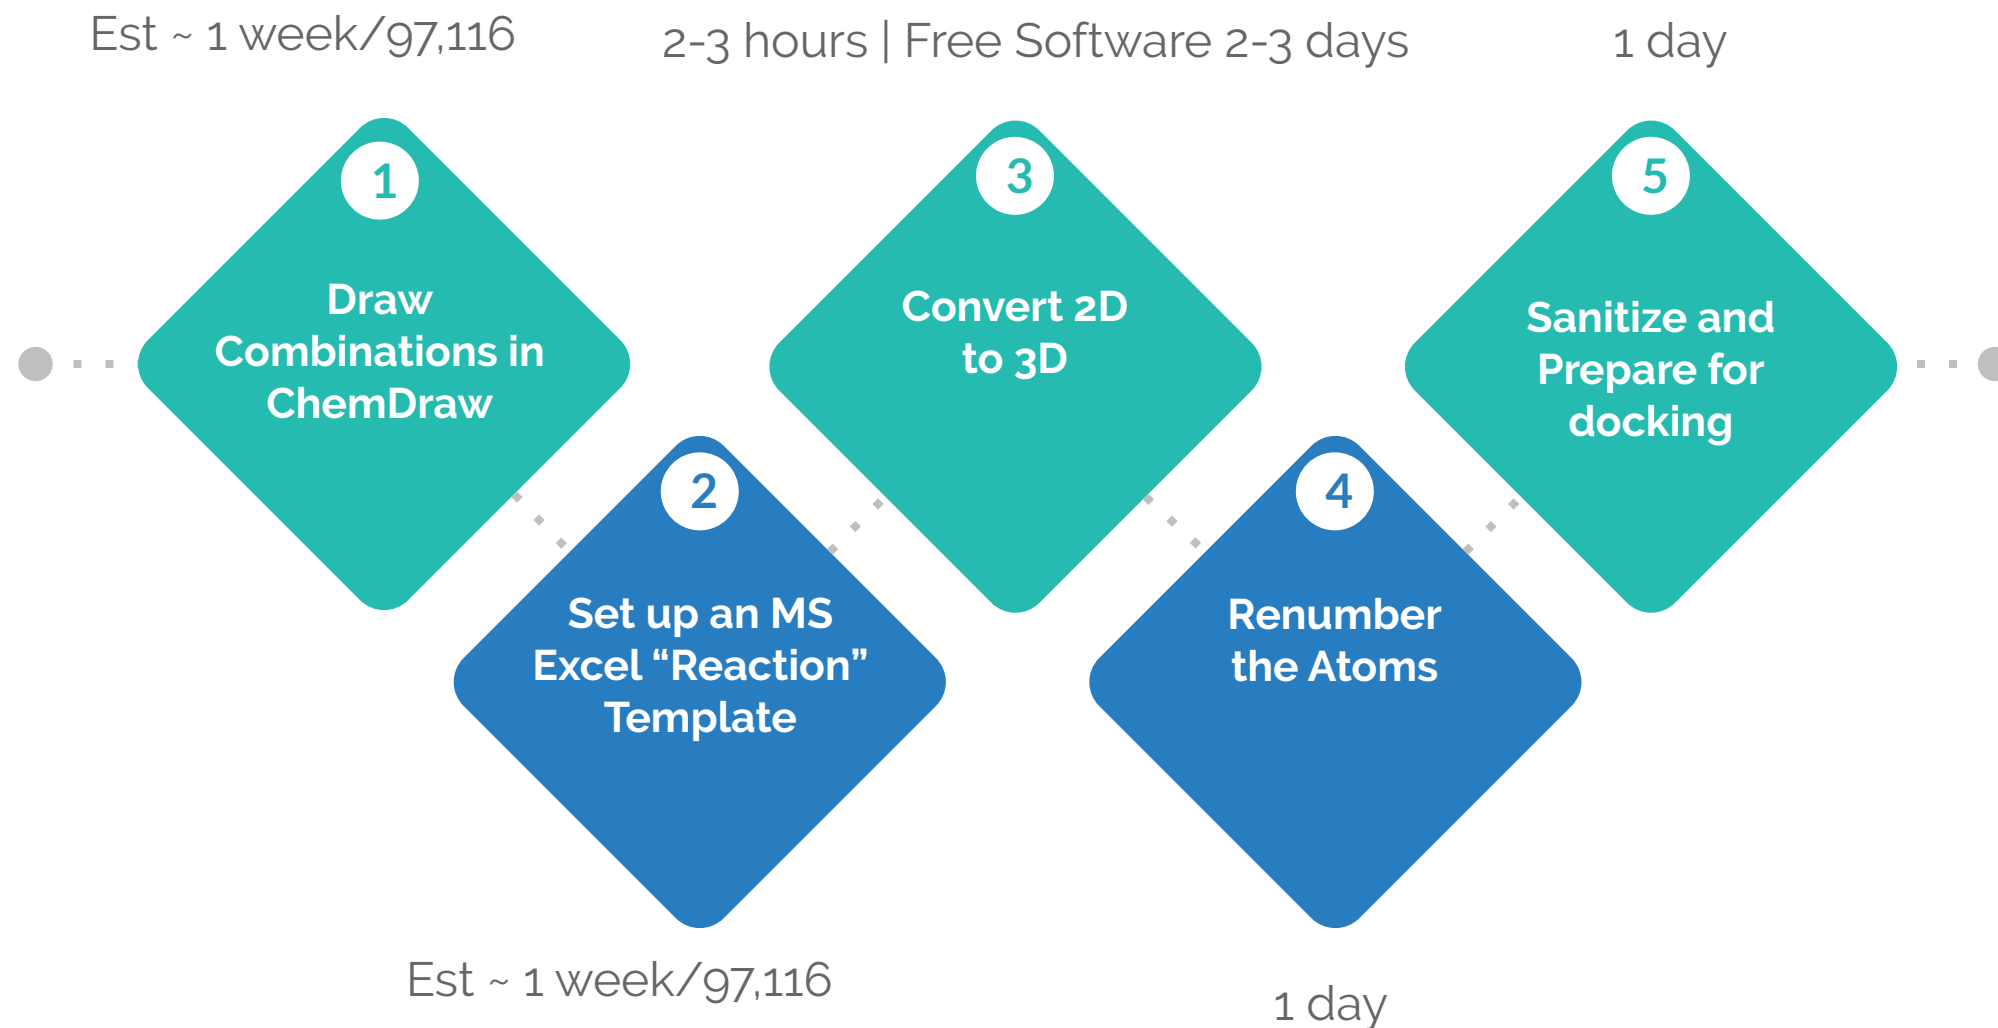 Est ~ 1 week/97,116
2-3 hours | Free Software 2-3 days
1 day
1
Draw
Combinations in
ChemDraw
2
Set up an MS
Excel “Reaction”
Template
Est ~ 1 week/97,116
3
Convert 2D
to 3D
4
Renumber
the Atoms
1 day
5
Sanitize and
Prepare for
docking